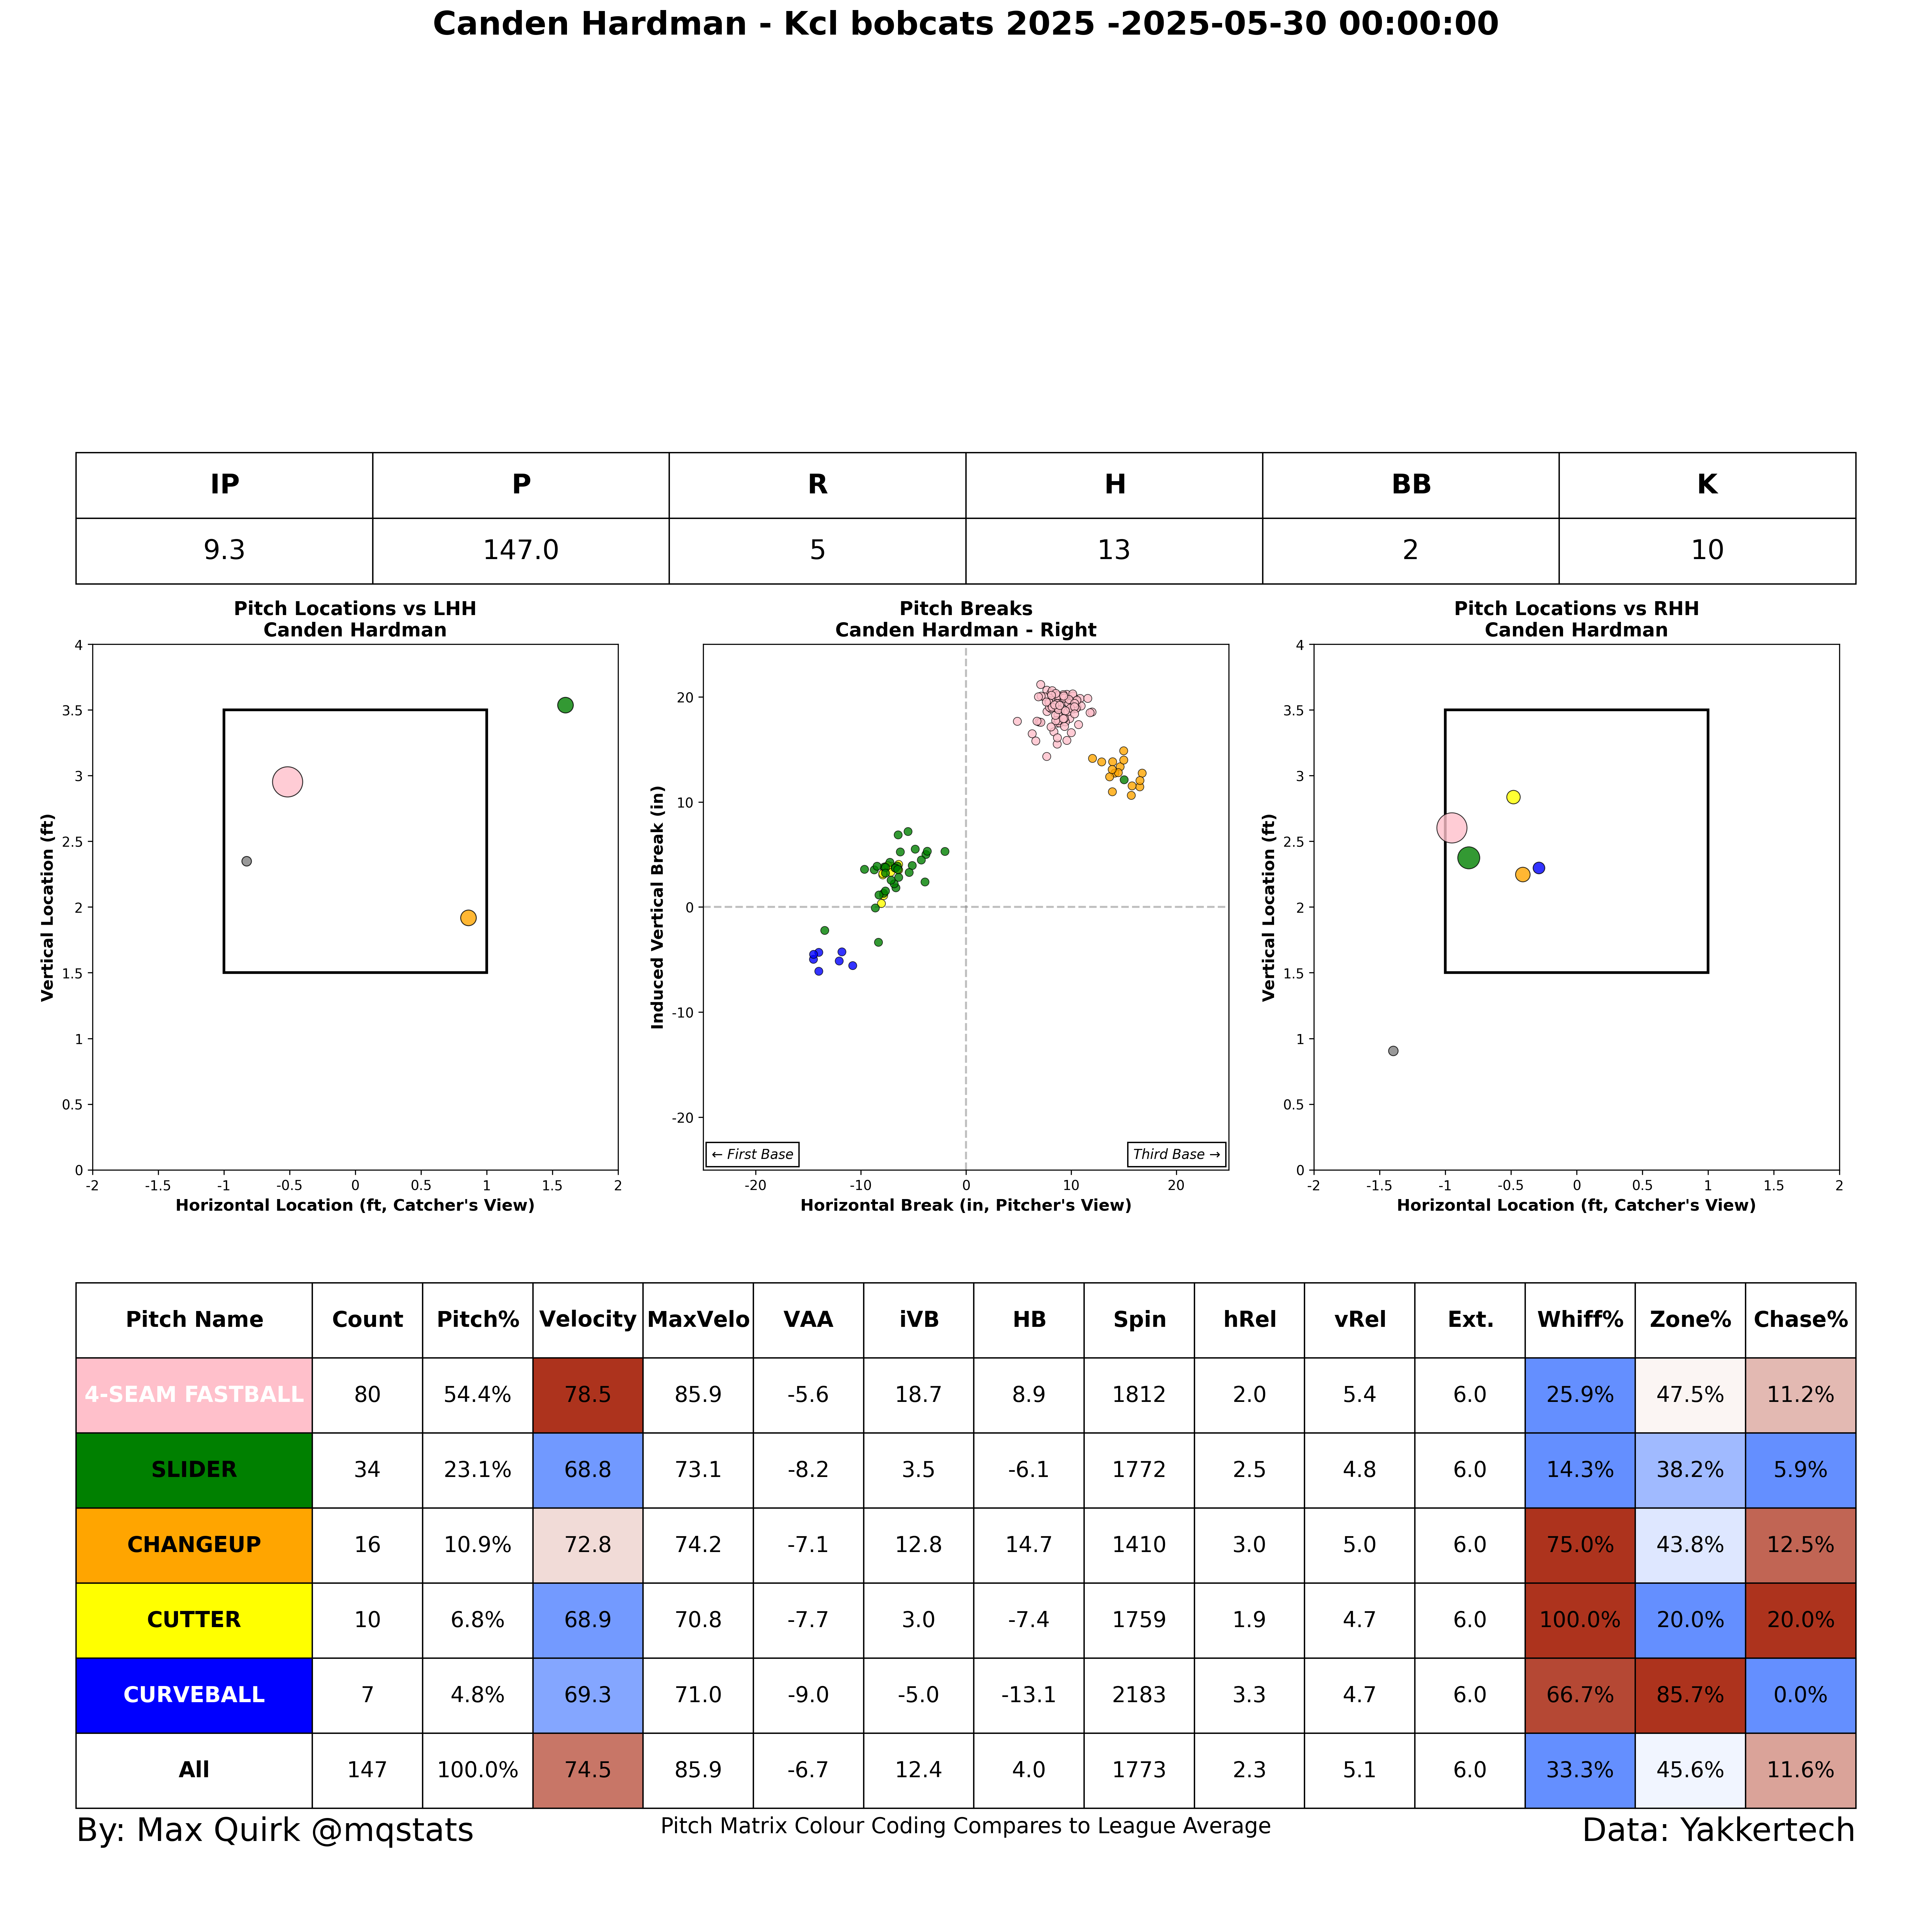 Canden Hardman - Kcl bobcats 2025 -2025-05-30 00:00:00
IP P R H BB K
9.3 147.0 5 13 2 10
Pitch Locations vs LHH
Canden Hardman
4
3.5
3
2.5
2
1.5
1
0.5
0
Vertical Location (ft)
-2 -1.5 -1 -0.5 0 0.5 1 1.5 2
Horizontal Location (ft, Catcher's View)
Pitch Breaks
Canden Hardman - Right
20
10
0
-10
-20
Induced Vertical Break (in)
← First Base
Third Base →
-20 -10 0 10 20
Horizontal Break (in, Pitcher's View)
Pitch Locations vs RHH
Canden Hardman
4
3.5
3
2.5
2
1.5
1
0.5
0
Vertical Location (ft)
-2 -1.5 -1 -0.5 0 0.5 1 1.5 2
Horizontal Location (ft, Catcher's View)
Pitch Name Count Pitch% Velocity MaxVelo VAA iVB HB Spin hRel vRel Ext. Whiff% Zone% Chase%
4-SEAM FASTBALL 80 54.4% 78.5 85.9 -5.6 18.7 8.9 1812 2.0 5.4 6.0 25.9% 47.5% 11.2%
SLIDER 34 23.1% 68.8 73.1 -8.2 3.5 -6.1 1772 2.5 4.8 6.0 14.3% 38.2% 5.9%
CHANGEUP 16 10.9% 72.8 74.2 -7.1 12.8 14.7 1410 3.0 5.0 6.0 75.0% 43.8% 12.5%
CUTTER 10 6.8% 68.9 70.8 -7.7 3.0 -7.4 1759 1.9 4.7 6.0 100.0% 20.0% 20.0%
CURVEBALL 7 4.8% 69.3 71.0 -9.0 -5.0 -13.1 2183 3.3 4.7 6.0 66.7% 85.7% 0.0%
All 147 100.0% 74.5 85.9 -6.7 12.4 4.0 1773 2.3 5.1 6.0 33.3% 45.6% 11.6%
By: Max Quirk @mqstats
Pitch Matrix Colour Coding Compares to League Average
Data: Yakkertech